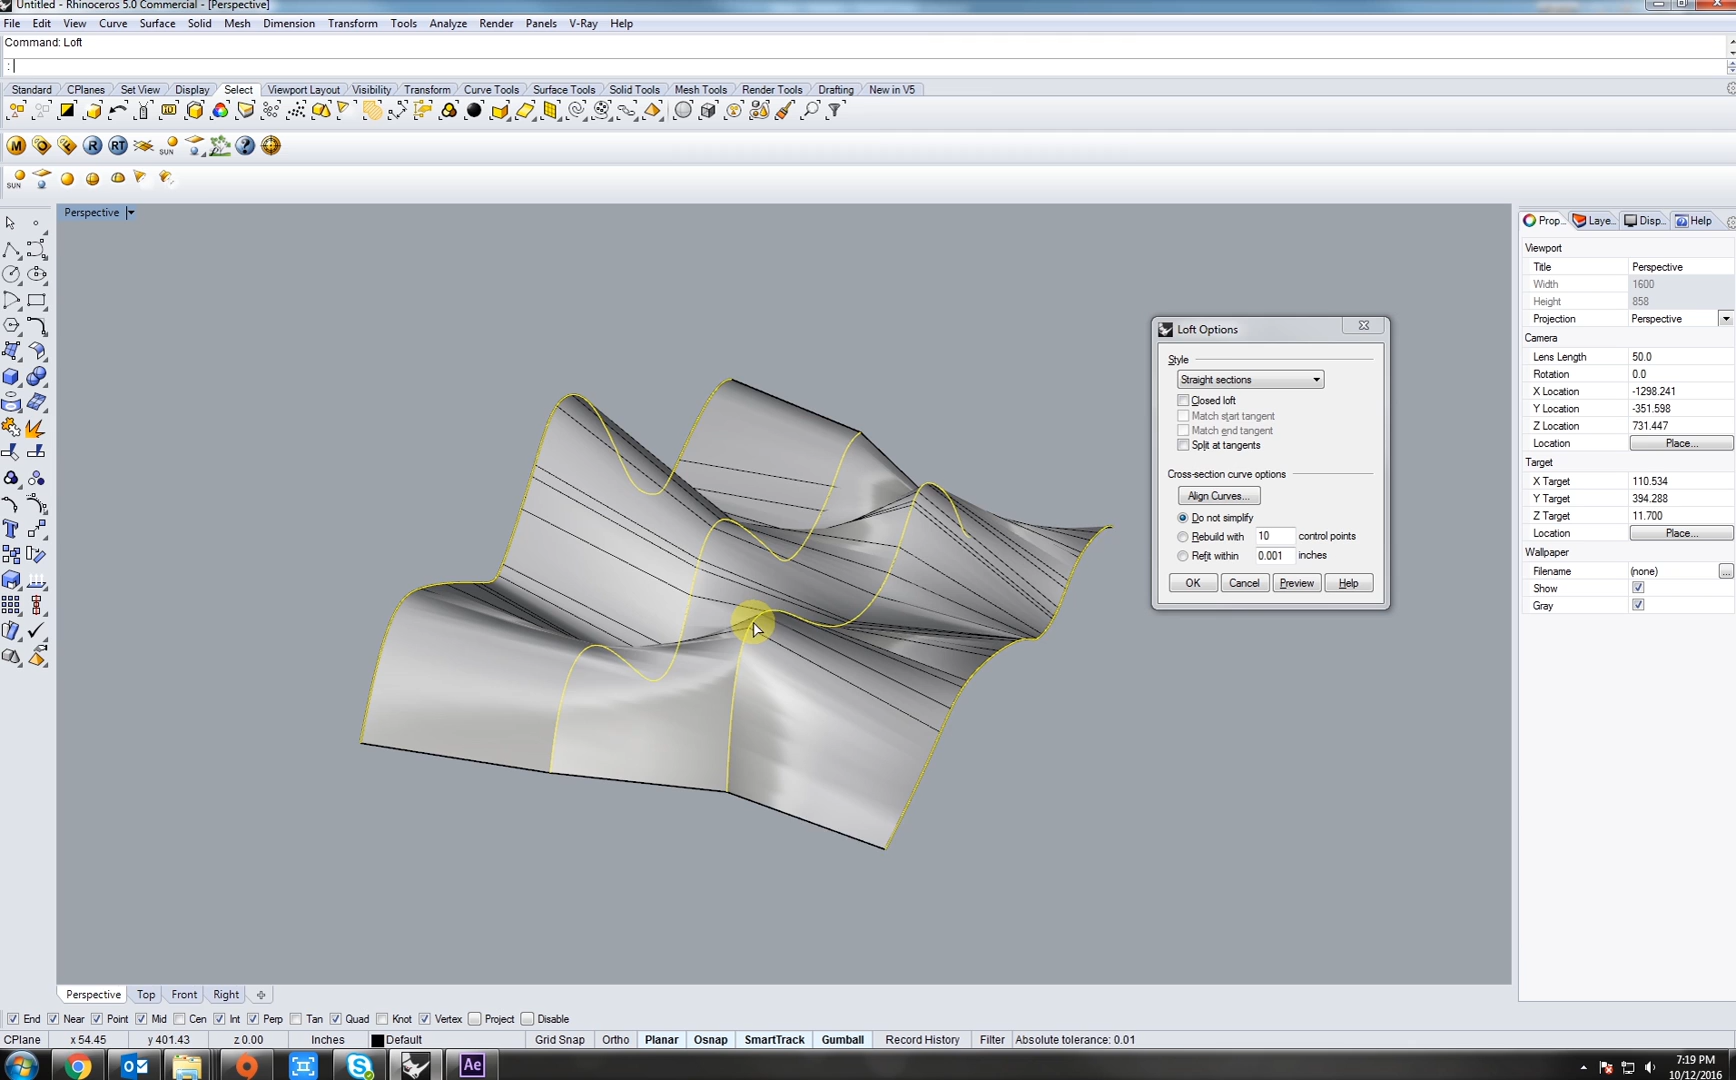 Untitled - Rhinoceros 5.0 Commercial - [Perspective]
File Edit View Curve Surface Solid Mesh Dimension Transform Tools Analyze Render Panels V-Ray Help
Command: Loft
:
Standard CPlanes Set View Display Select Viewport Layout Visibility Transform Curve Tools Surface Tools Solid Tools Mesh Tools Render Tools Drafting New in V5
M R RT SUN ?
SUN
Perspective
Prop... Laye... Disp... Help
Viewport
Title Perspective
Width 1600
Height 858
Projection Perspective
Camera
Lens Length 50.0
Rotation 0.0
X Location -1298.241
Y Location -351.598
Z Location 731.447
Location Place...
Target
X Target 110.534
Y Target 394.288
Z Target 11.700
Location Place...
Wallpaper
Filename (none) ...
Show
Gray
Loft Options
Style
Straight sections
Closed loft
Match start tangent
Match end tangent
Split at tangents
Cross-section curve options
Align Curves...
Do not simplify
Rebuild with 10 control points
Refit within 0.001 inches
OK Cancel Preview Help
Perspective Top Front Right
End Near Point Mid Cen Int Perp Tan Quad Knot Vertex Project Disable
CPlane x 54.45 y 401.43 z 0.00 Inches Default Grid Snap Ortho Planar Osnap SmartTrack Gumball Record History Filter Absolute tolerance: 0.01
Ae
7:19 PM
10/12/2016